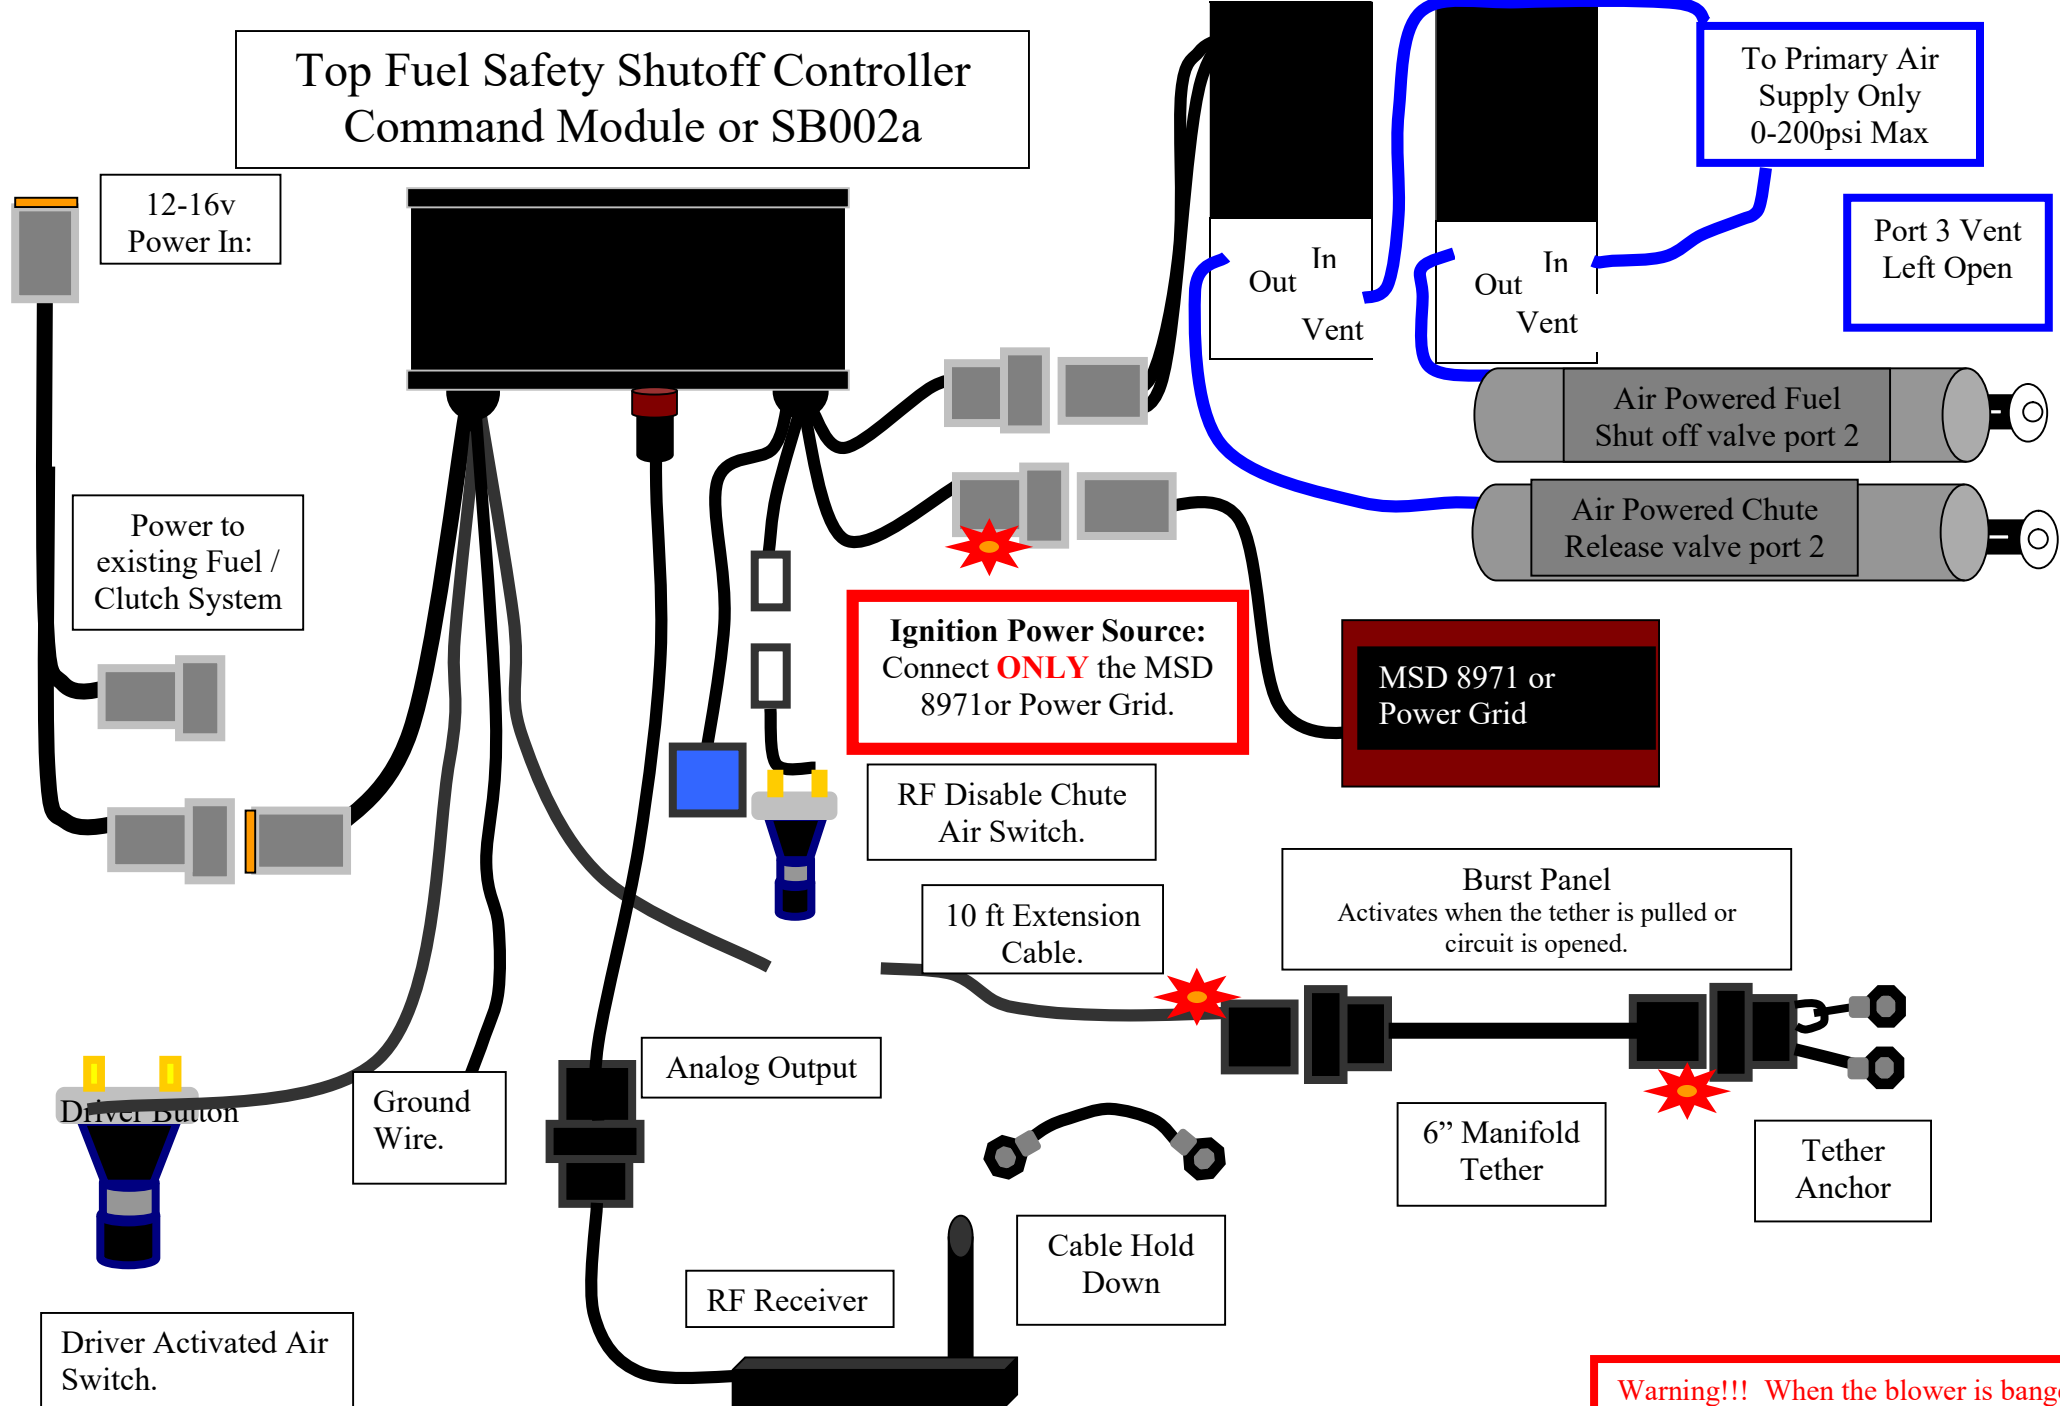 Top Fuel Safety Shutoff Controller
Command Module or SB002a
To Primary Air
Supply Only
0-200psi Max
12-16v
Power In:
Port 3 Vent
Left Open
In
Out
Vent
In
Out
Vent
Air Powered Fuel
Shut off valve port 2
Air Powered Chute
Release valve port 2
Power to
existing Fuel /
Clutch System
Ignition Power Source:
Connect ONLY the MSD
8971or Power Grid.
MSD 8971 or
Power Grid
RF Disable Chute
Air Switch.
Burst Panel
Activates when the tether is pulled or
circuit is opened.
10 ft Extension
Cable.
Analog Output
Driver Button
Ground
Wire.
6” Manifold
Tether
Tether
Anchor
Cable Hold
Down
RF Receiver
Driver Activated Air
Switch.
Warning!!! When the blower is bange